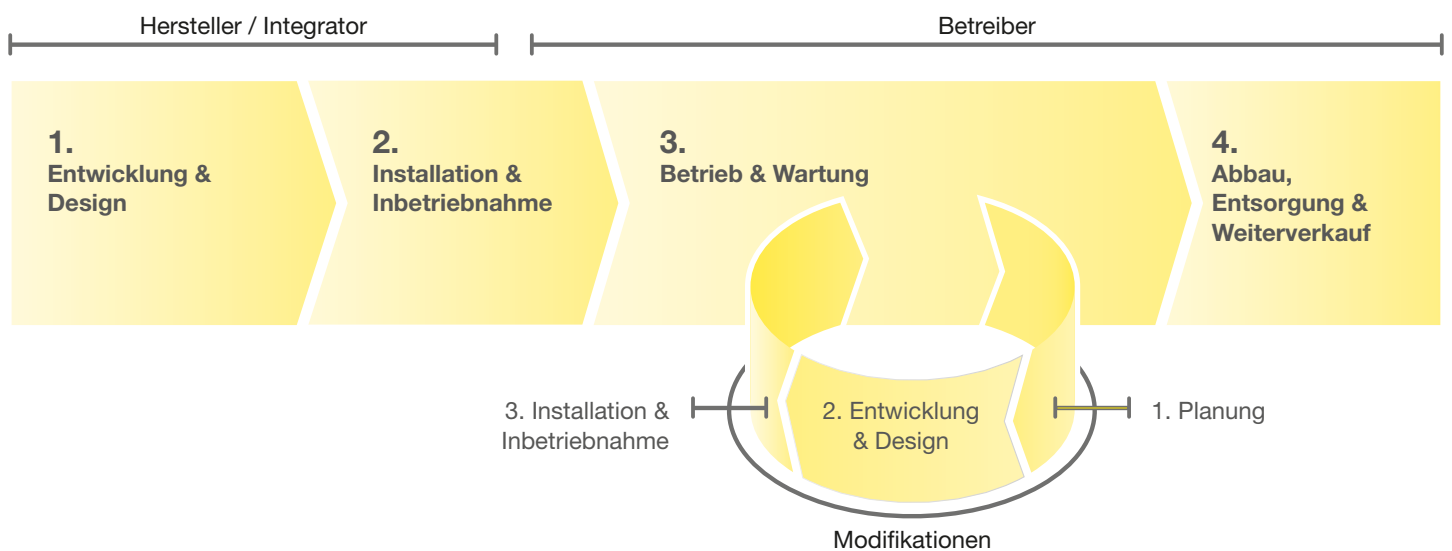 Hersteller / Integrator
Betreiber
1.
Entwicklung &
Design
2.
Installation &
Inbetriebnahme
3.
Betrieb & Wartung
4.
Abbau,
Entsorgung &
Weiterverkauf
3. Installation &
Inbetriebnahme
2. Entwicklung
& Design
1. Planung
Modifikationen